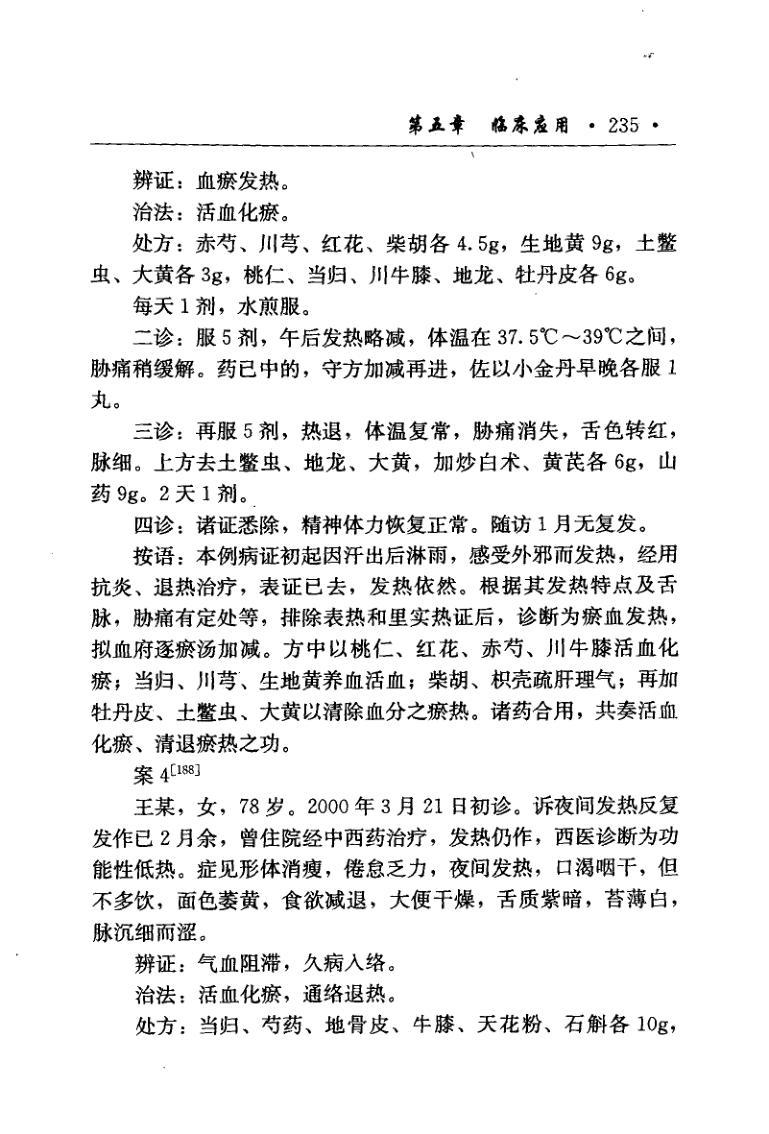 第五章 临床应用 · 235 ·
辨证：血瘀发热。
治法：活血化瘀。
处方：赤芍、川芎、红花、柴胡各 4.5g，生地黄 9g，土鳖
虫、大黄各 3g，桃仁、当归、川牛膝、地龙、牡丹皮各 6g。
每天 1 剂，水煎服。
二诊：服 5 剂，午后发热略减，体温在 37.5℃～39℃之间，
胁痛稍缓解。药已中的，守方加减再进，佐以小金丹早晚各服 1
丸。
三诊：再服 5 剂，热退，体温复常，胁痛消失，舌色转红，
脉细。上方去土鳖虫、地龙、大黄，加炒白术、黄芪各 6g，山
药 9g。2 天 1 剂。
四诊：诸证悉除，精神体力恢复正常。随访 1 月无复发。
按语：本例病证初起因汗出后淋雨，感受外邪而发热，经用
抗炎、退热治疗，表证已去，发热依然。根据其发热特点及舌
脉，胁痛有定处等，排除表热和里实热证后，诊断为瘀血发热，
拟血府逐瘀汤加减。方中以桃仁、红花、赤芍、川牛膝活血化
瘀；当归、川芎、生地黄养血活血；柴胡、枳壳疏肝理气；再加
牡丹皮、土鳖虫、大黄以清除血分之瘀热。诸药合用，共奏活血
化瘀、清退瘀热之功。
案 4[188]
王某，女，78 岁。2000 年 3 月 21 日初诊。诉夜间发热反复
发作已 2 月余，曾住院经中西药治疗，发热仍作，西医诊断为功
能性低热。症见形体消瘦，倦怠乏力，夜间发热，口渴咽干，但
不多饮，面色萎黄，食欲减退，大便干燥，舌质紫暗，苔薄白，
脉沉细而涩。
辨证：气血阻滞，久病入络。
治法：活血化瘀，通络退热。
处方：当归、芍药、地骨皮、牛膝、天花粉、石斛各 10g，